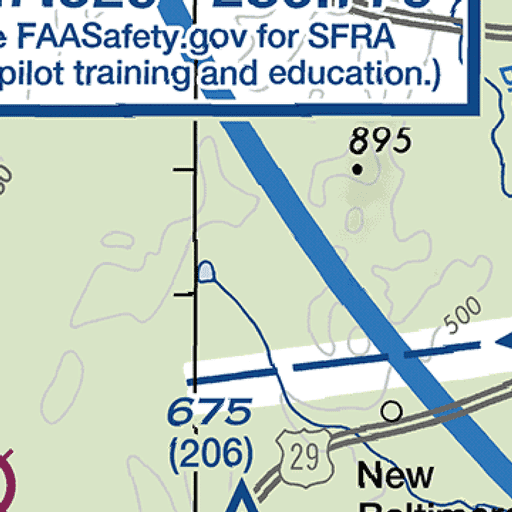 FAASafety.gov for SFRA
pilot training and education.)
895
500
675
(206)
29
New